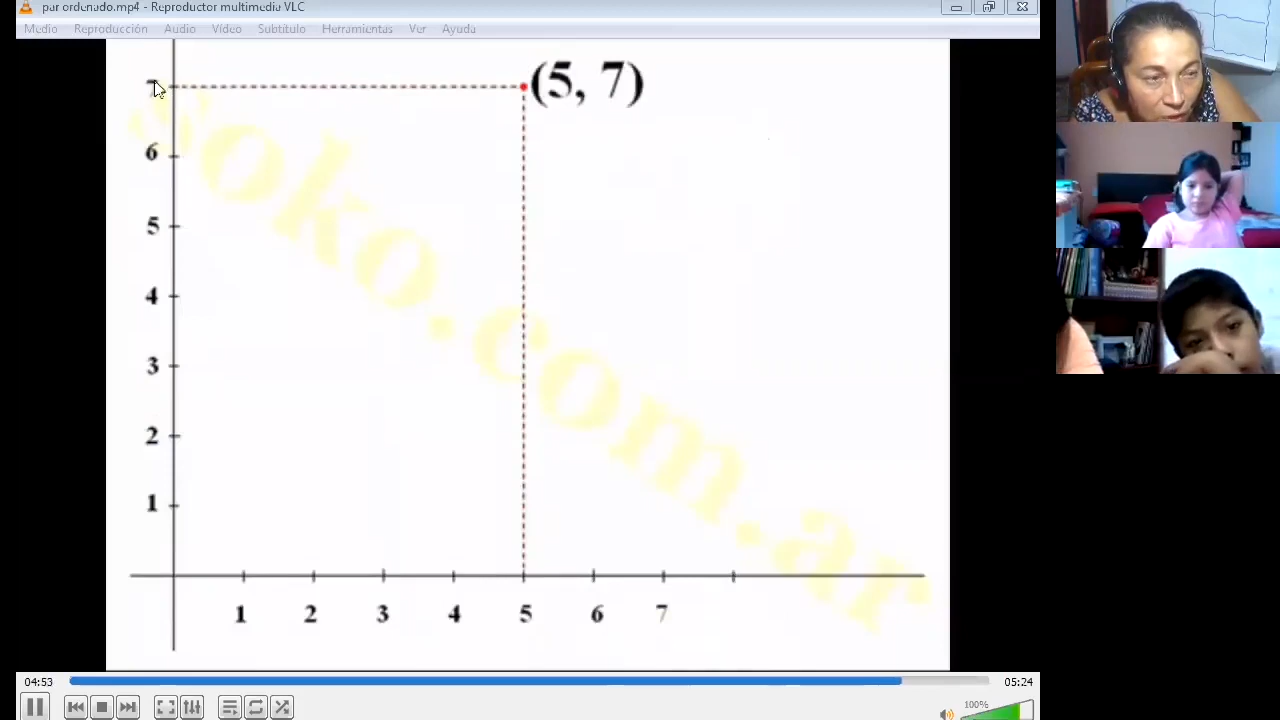 par ordenado.mp4 - Reproductor multimedia VLC
Medio Reproducción Audio Vídeo Subtítulo Herramientas Ver Ayuda
(5, 7)
7
6
5
4
3
2
1
1 2 3 4 5 6 7
soko.com.ar
04:53
05:24
100%